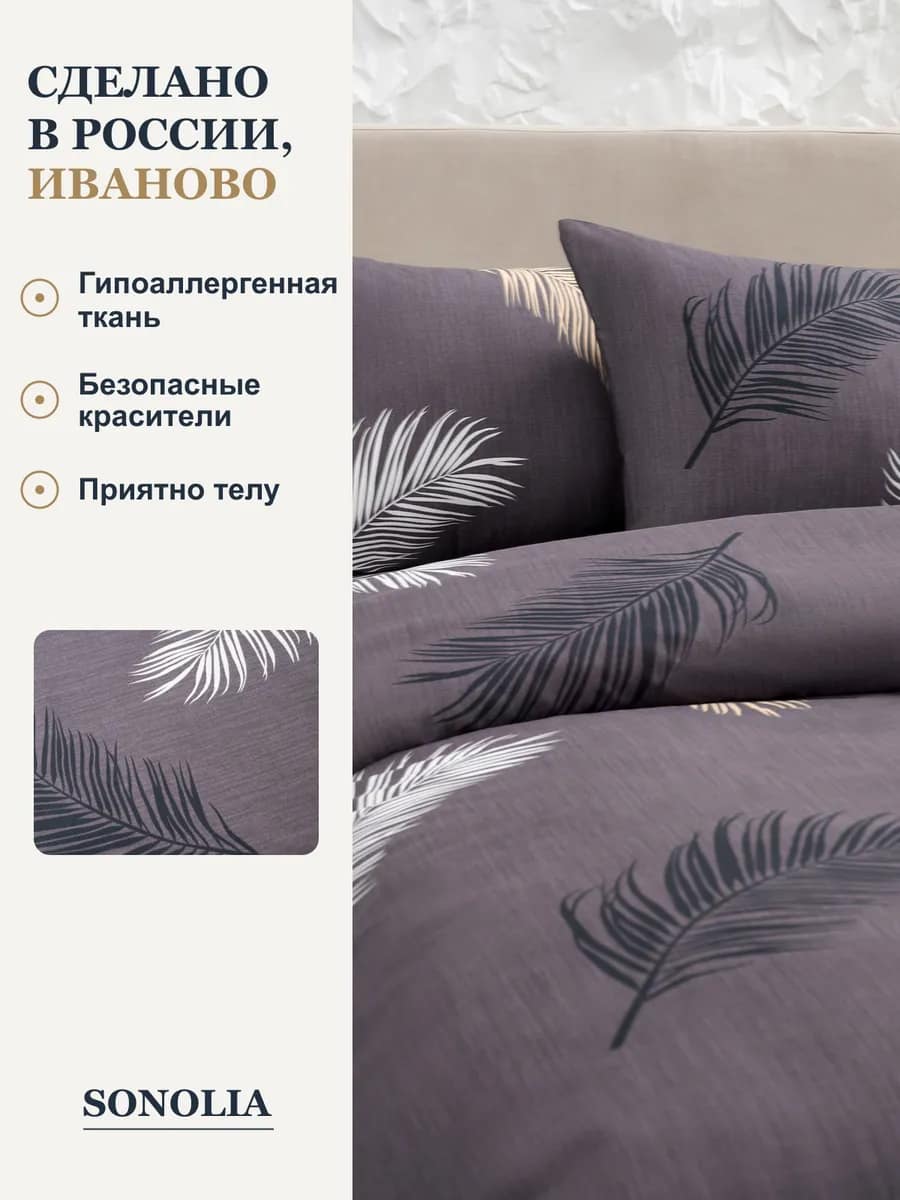 СДЕЛАНО
В РОССИИ,
ИВАНОВО
Гипоаллергенная
ткань
Безопасные
красители
Приятно телу
SONOLIA